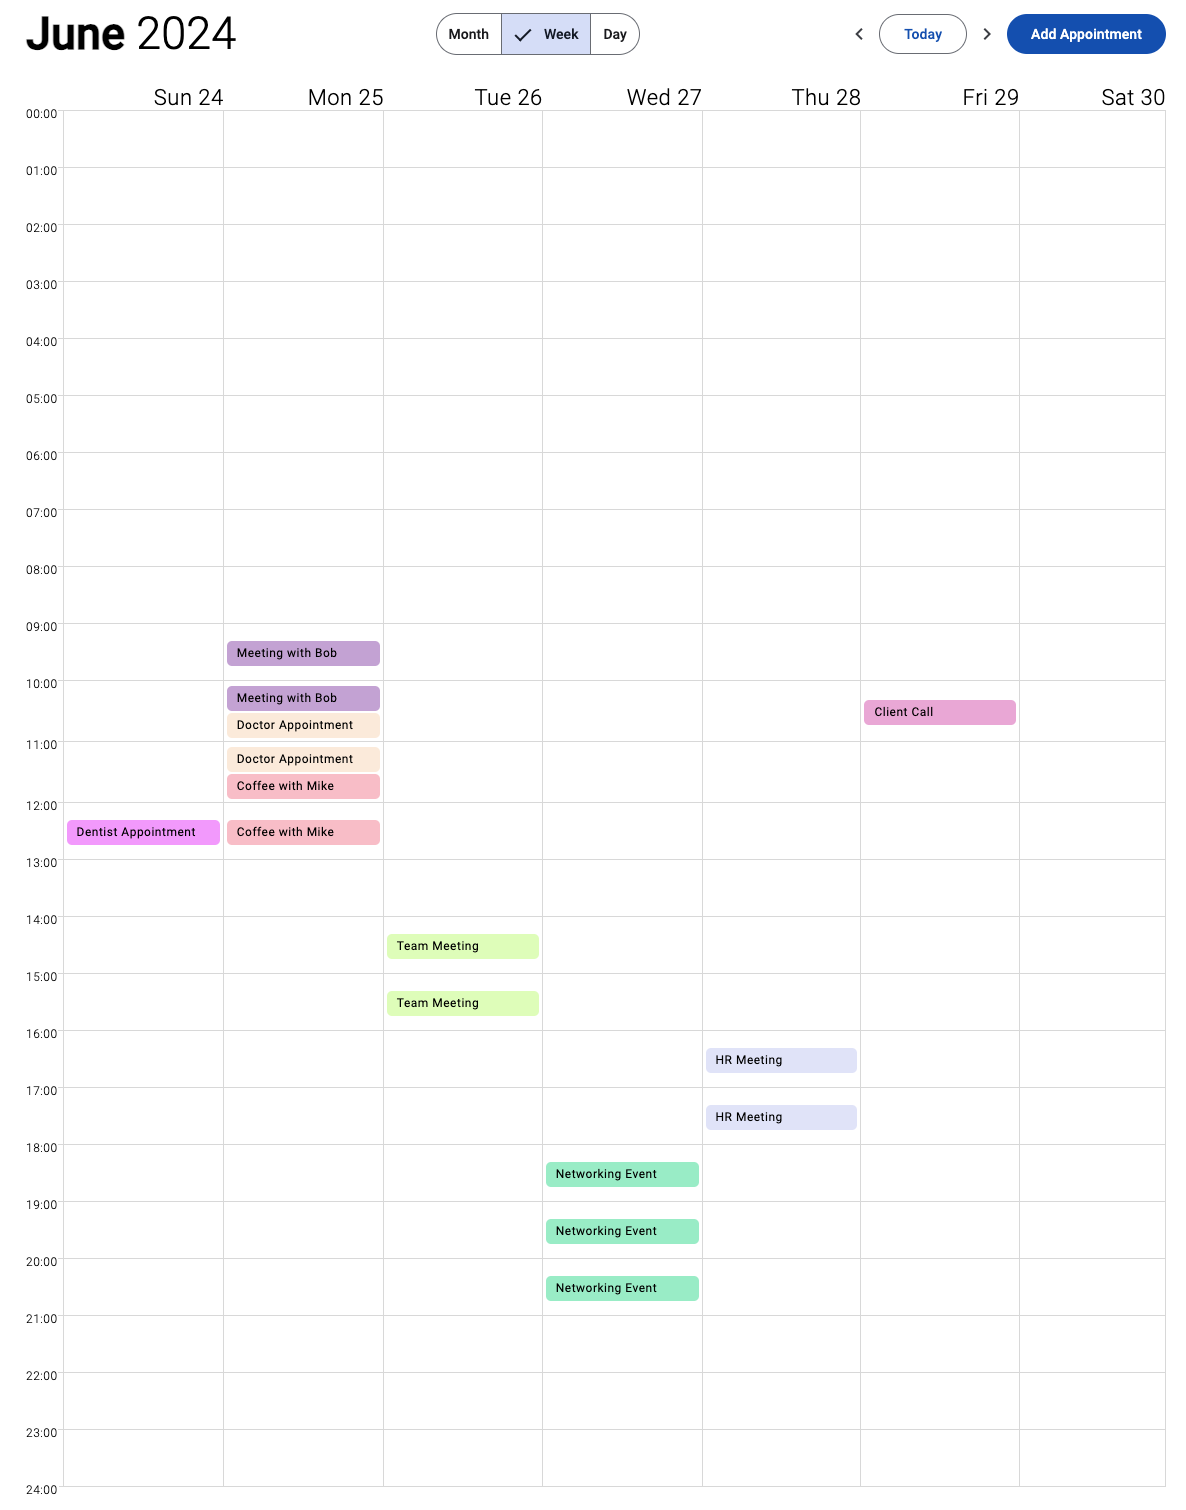 June 2024
Month
Week
Day
Today
Add Appointment
Sun 24
Mon 25
Tue 26
Wed 27
Thu 28
Fri 29
Sat 30
00:00
01:00
02:00
03:00
04:00
05:00
06:00
07:00
08:00
09:00
Meeting with Bob
10:00
Meeting with Bob
Client Call
Doctor Appointment
11:00
Doctor Appointment
Coffee with Mike
12:00
Dentist Appointment
Coffee with Mike
13:00
14:00
Team Meeting
15:00
Team Meeting
16:00
HR Meeting
17:00
HR Meeting
18:00
Networking Event
19:00
Networking Event
20:00
Networking Event
21:00
22:00
23:00
24:00